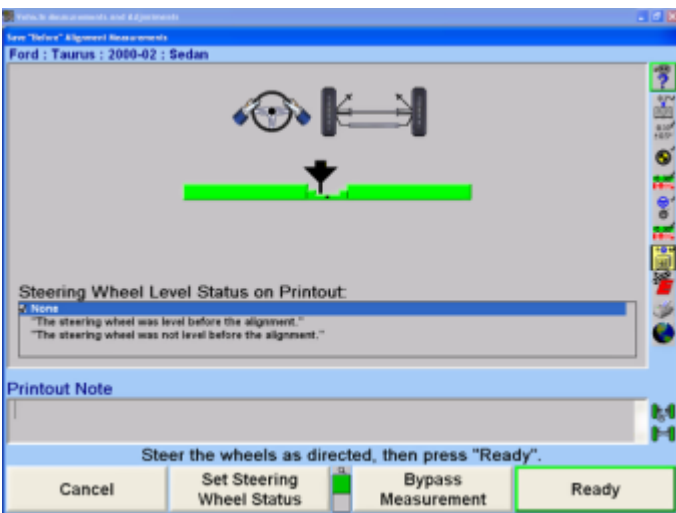 Vehicle Measurements and Adjustments
Save "Before" Alignment Measurements
Ford : Taurus : 2000-02 : Sedan
Steering Wheel Level Status on Printout:
None
"The steering wheel was level before the alignment."
"The steering wheel was not level before the alignment."
Printout Note
Steer the wheels as directed, then press "Ready".
Cancel
Set Steering
Wheel Status
Bypass
Measurement
Ready